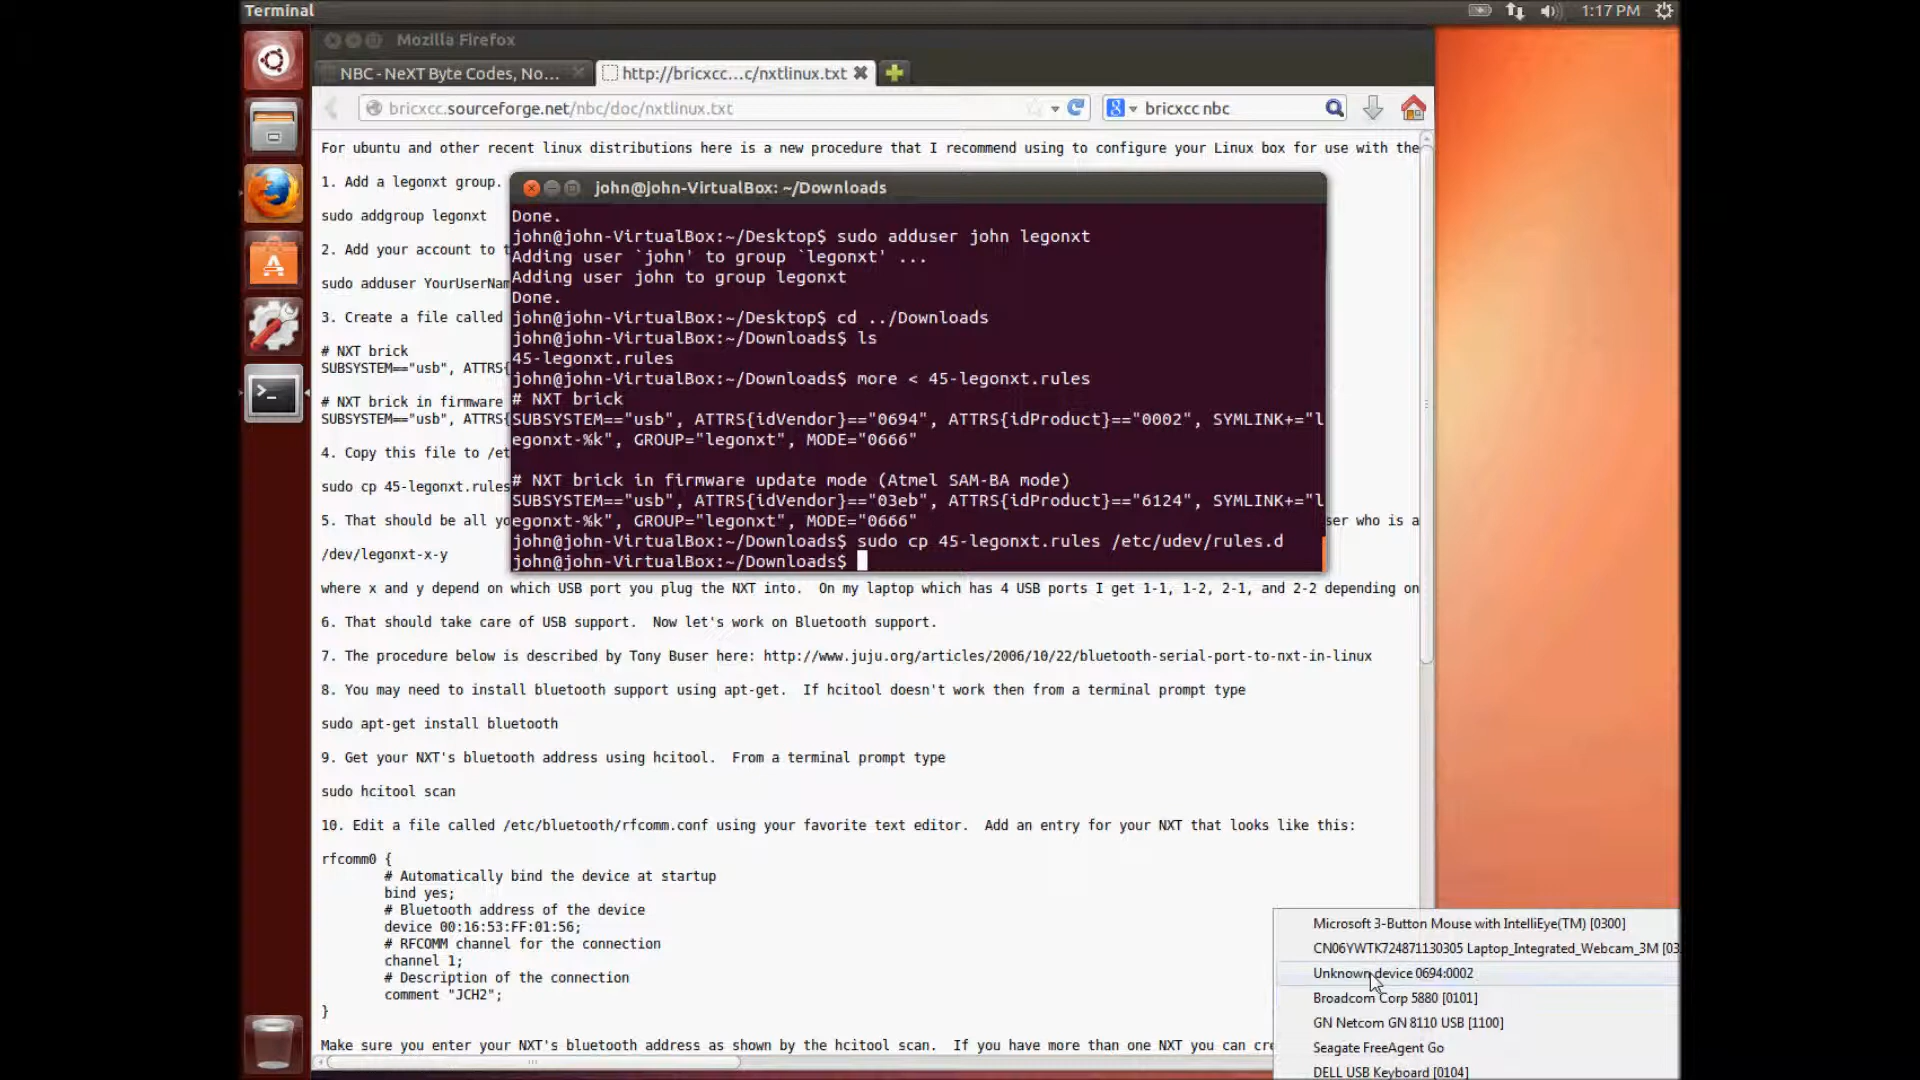 Terminal
1:17 PM
Mozilla Firefox
NBC - NeXT Byte Codes, No...
http://bricxcc...c/nxtlinux.txt
bricxcc.sourceforge.net/nbc/doc/nxtlinux.txt
bricxcc nbc
For ubuntu and other recent linux distributions here is a new procedure that I recommend using to configure your Linux box for use with the
1. Add a legonxt group.
sudo addgroup legonxt
2. Add your account to t
sudo adduser YourUserNam
3. Create a file called
# NXT brick
SUBSYSTEM=="usb", ATTRS{
# NXT brick in firmware
SUBSYSTEM=="usb", ATTRS{
4. Copy this file to /et
sudo cp 45-legonxt.rules
5. That should be all yo
ser who is a
/dev/legonxt-x-y
where x and y depend on which USB port you plug the NXT into.  On my laptop which has 4 USB ports I get 1-1, 1-2, 2-1, and 2-2 depending on
6. That should take care of USB support.  Now let's work on Bluetooth support.
7. The procedure below is described by Tony Buser here: http://www.juju.org/articles/2006/10/22/bluetooth-serial-port-to-nxt-in-linux
8. You may need to install bluetooth support using apt-get.  If hcitool doesn't work then from a terminal prompt type
sudo apt-get install bluetooth
9. Get your NXT's bluetooth address using hcitool.  From a terminal prompt type
sudo hcitool scan
10. Edit a file called /etc/bluetooth/rfcomm.conf using your favorite text editor.  Add an entry for your NXT that looks like this:
rfcomm0 {
# Automatically bind the device at startup
bind yes;
# Bluetooth address of the device
device 00:16:53:FF:01:56;
# RFCOMM channel for the connection
channel 1;
# Description of the connection
comment "JCH2";
}
Make sure you enter your NXT's bluetooth address as shown by the hcitool scan.  If you have more than one NXT you can cre
john@john-VirtualBox: ~/Downloads
Done.
john@john-VirtualBox:~/Desktop$ sudo adduser john legonxt
Adding user `john' to group `legonxt' ...
Adding user john to group legonxt
Done.
john@john-VirtualBox:~/Desktop$ cd ../Downloads
john@john-VirtualBox:~/Downloads$ ls
45-legonxt.rules
john@john-VirtualBox:~/Downloads$ more < 45-legonxt.rules
# NXT brick
SUBSYSTEM=="usb", ATTRS{idVendor}=="0694", ATTRS{idProduct}=="0002", SYMLINK+="l
egonxt-%k", GROUP="legonxt", MODE="0666"
# NXT brick in firmware update mode (Atmel SAM-BA mode)
SUBSYSTEM=="usb", ATTRS{idVendor}=="03eb", ATTRS{idProduct}=="6124", SYMLINK+="l
egonxt-%k", GROUP="legonxt", MODE="0666"
john@john-VirtualBox:~/Downloads$ sudo cp 45-legonxt.rules /etc/udev/rules.d
john@john-VirtualBox:~/Downloads$
Microsoft 3-Button Mouse with IntelliEye(TM) [0300]
CN06YWTK724871130305 Laptop_Integrated_Webcam_3M [03
Unknown device 0694:0002
Broadcom Corp 5880 [0101]
GN Netcom GN 8110 USB [1100]
Seagate FreeAgent Go
DELL USB Keyboard [0104]